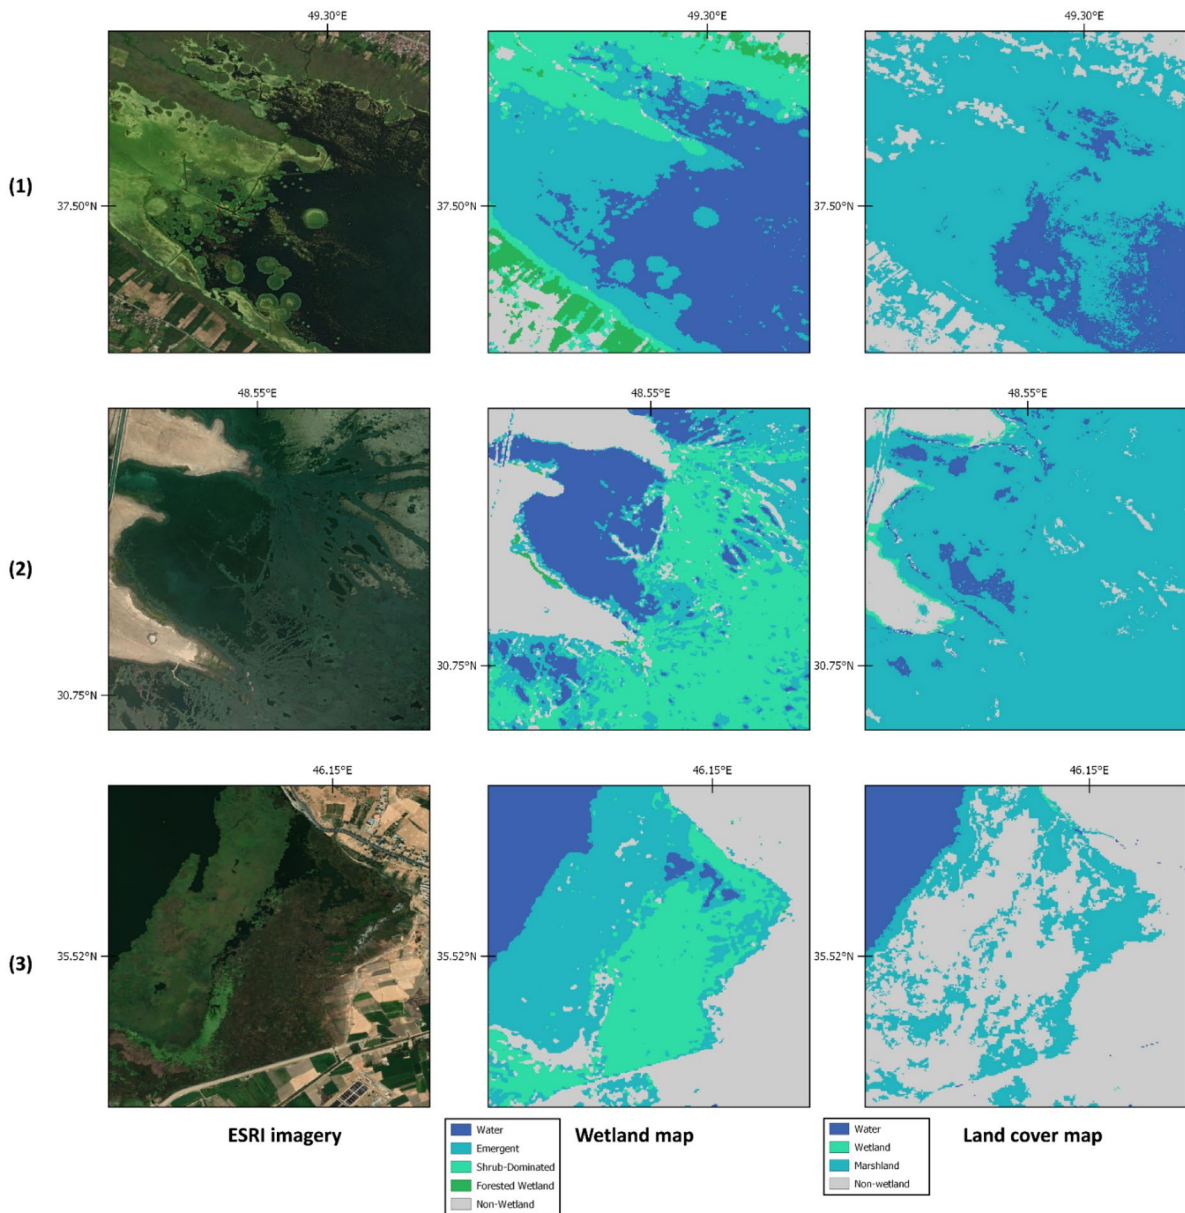 49.30°E 49.30°E 49.30°E
(1)
37.50°N 37.50°N 37.50°N
48.55°E 48.55°E 48.55°E
(2)
30.75°N 30.75°N 30.75°N
46.15°E 46.15°E 46.15°E
(3)
35.52°N 35.52°N 35.52°N
ESRI imagery
Water
Emergent
Shrub-Dominated
Forested Wetland
Non-Wetland
Wetland map
Water
Wetland
Marshland
Non-wetland
Land cover map